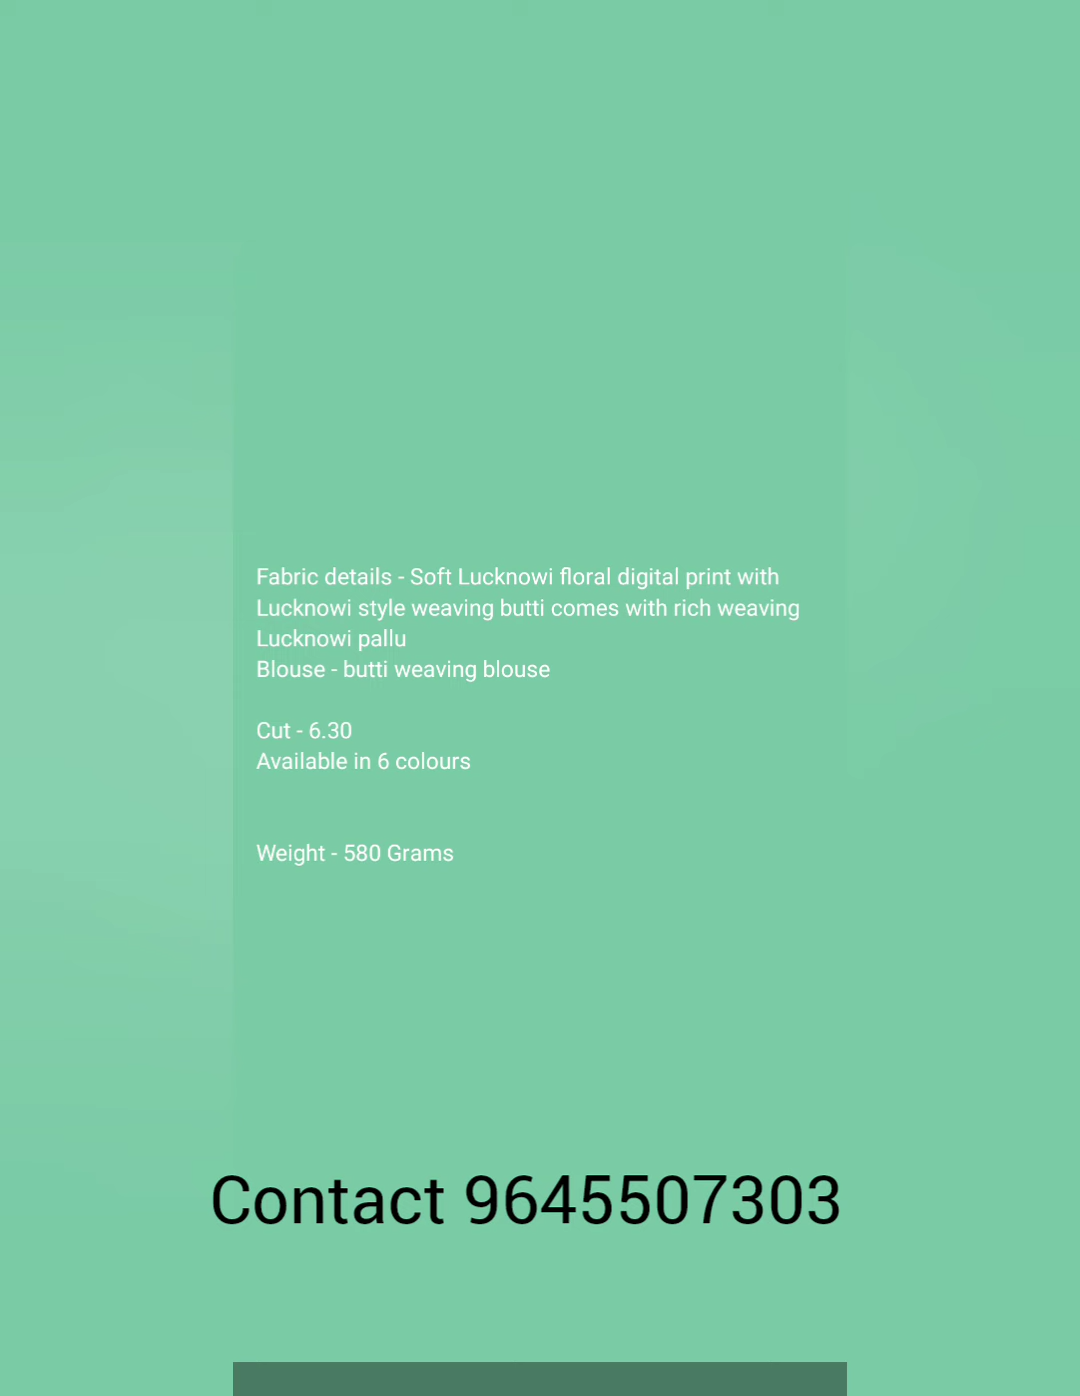 Fabric details - Soft Lucknowi floral digital print with
Lucknowi style weaving butti comes with rich weaving
Lucknowi pallu
Blouse - butti weaving blouse
Cut - 6.30
Available in 6 colours
Weight - 580 Grams
Contact 9645507303